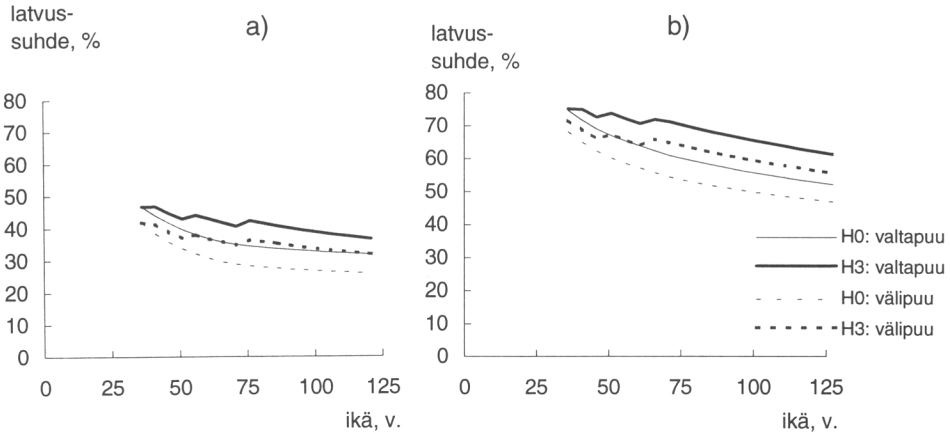 latvus-
suhde, %
a)
80
70
60
50
40
30
20
10
0
0 25 50 75 100 125
ikä, v.
latvus-
suhde, %
b)
80
70
60
50
40
30
20
10
0
0 25 50 75 100 125
ikä, v.
H0: valtapuu
H3: valtapuu
H0: välipuu
H3: välipuu